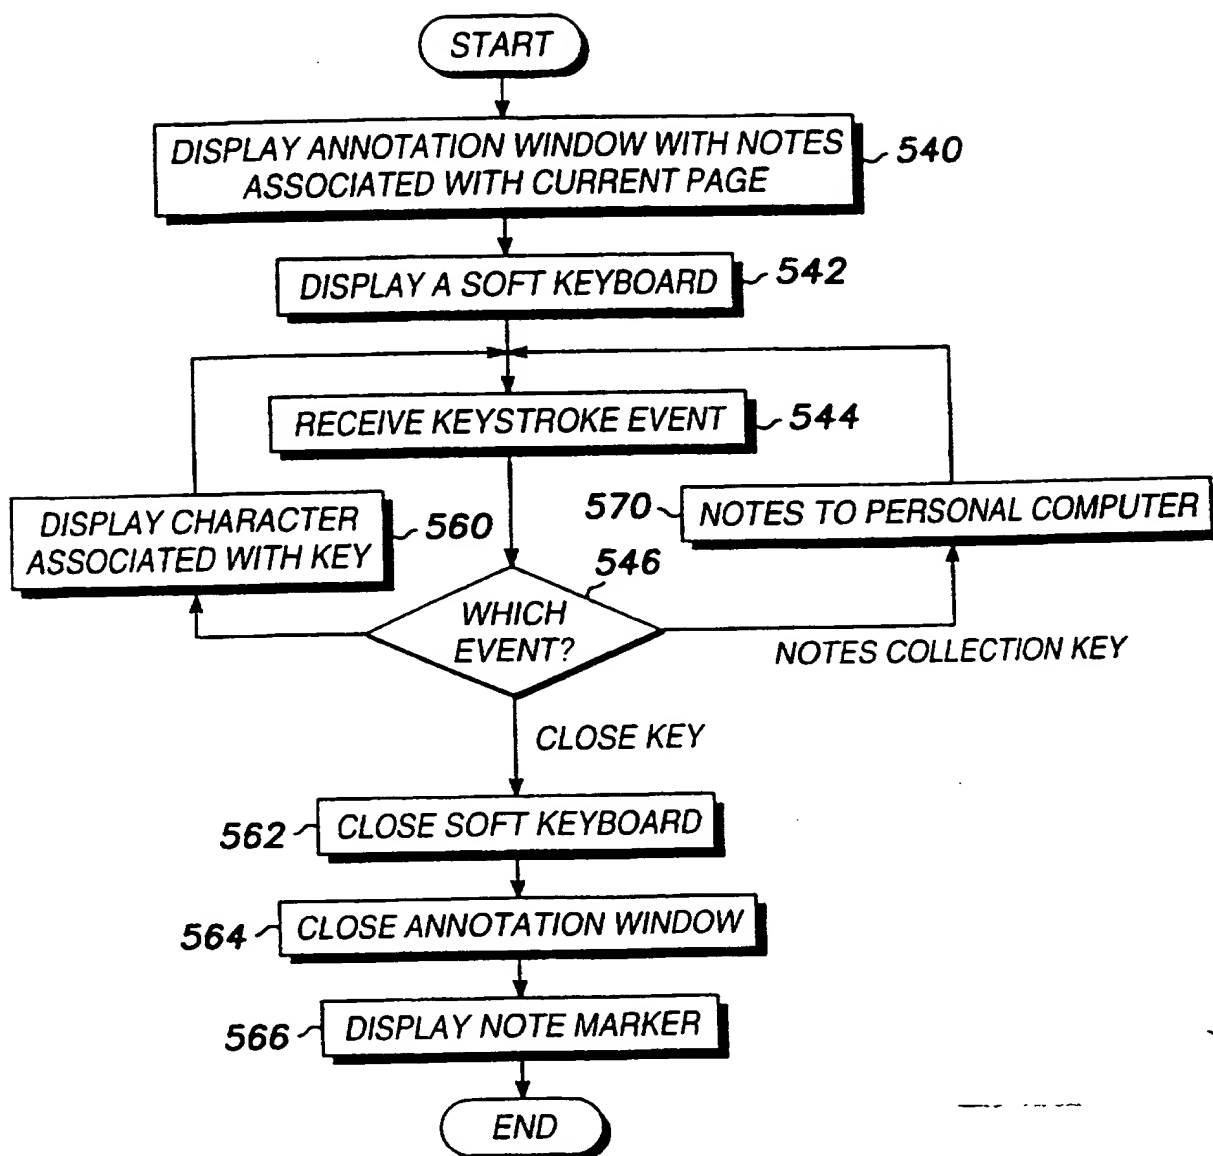 START
DISPLAY ANNOTATION WINDOW WITH NOTES
ASSOCIATED WITH CURRENT PAGE
540
DISPLAY A SOFT KEYBOARD
542
RECEIVE KEYSTROKE EVENT
544
DISPLAY CHARACTER
ASSOCIATED WITH KEY
560
570
NOTES TO PERSONAL COMPUTER
546
WHICH
EVENT?
NOTES COLLECTION KEY
CLOSE KEY
562
CLOSE SOFT KEYBOARD
564
CLOSE ANNOTATION WINDOW
566
DISPLAY NOTE MARKER
END